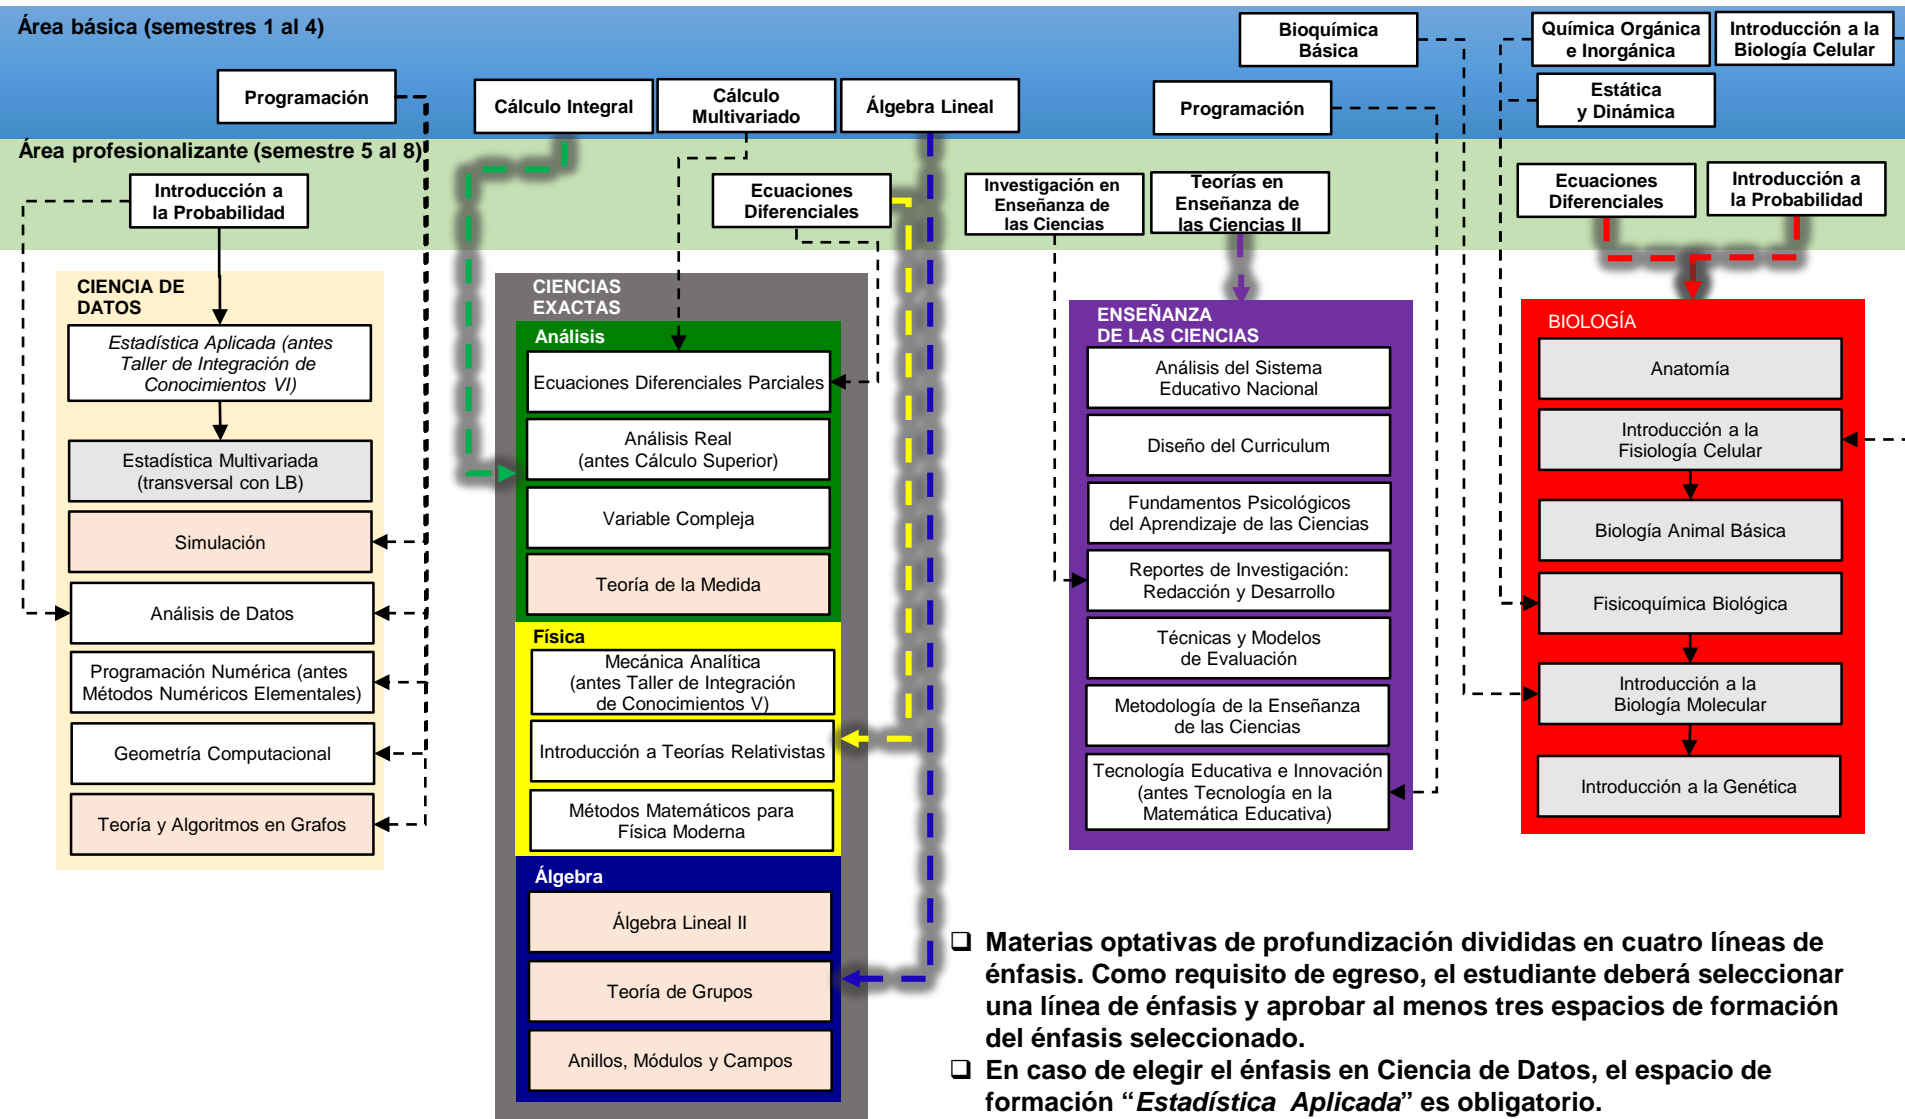 Área básica (semestres 1 al 4)
Bioquímica
Básica
Química Orgánica
e Inorgánica
Introducción a la
Biología Celular
Programación
Cálculo Integral
Cálculo
Multivariado
Álgebra Lineal
Programación
Estática
y Dinámica
Área profesionalizante (semestre 5 al 8)
Introducción a
la Probabilidad
Ecuaciones
Diferenciales
Investigación en
Enseñanza de
las Ciencias
Teorías en
Enseñanza de
las Ciencias II
Ecuaciones
Diferenciales
Introducción a
la Probabilidad
CIENCIA DE
DATOS
Estadística Aplicada (antes
Taller de Integración de
Conocimientos VI)
Estadística Multivariada
(transversal con LB)
Simulación
Análisis de Datos
Programación Numérica (antes
Métodos Numéricos Elementales)
Geometría Computacional
Teoría y Algoritmos en Grafos
CIENCIAS
EXACTAS
Análisis
Ecuaciones Diferenciales Parciales
Análisis Real
(antes Cálculo Superior)
Variable Compleja
Teoría de la Medida
Física
Mecánica Analítica
(antes Taller de Integración
de Conocimientos V)
Introducción a Teorías Relativistas
Métodos Matemáticos para
Física Moderna
Álgebra
Álgebra Lineal II
Teoría de Grupos
Anillos, Módulos y Campos
ENSEÑANZA
DE LAS CIENCIAS
Análisis del Sistema
Educativo Nacional
Diseño del Curriculum
Fundamentos Psicológicos
del Aprendizaje de las Ciencias
Reportes de Investigación:
Redacción y Desarrollo
Técnicas y Modelos
de Evaluación
Metodología de la Enseñanza
de las Ciencias
Tecnología Educativa e Innovación
(antes Tecnología en la
Matemática Educativa)
BIOLOGÍA
Anatomía
Introducción a la
Fisiología Celular
Biología Animal Básica
Fisicoquímica Biológica
Introducción a la
Biología Molecular
Introducción a la Genética
❑ Materias optativas de profundización divididas en cuatro líneas de
énfasis. Como requisito de egreso, el estudiante deberá seleccionar
una línea de énfasis y aprobar al menos tres espacios de formación
del énfasis seleccionado.
❑ En caso de elegir el énfasis en Ciencia de Datos, el espacio de
formación “Estadística Aplicada” es obligatorio.